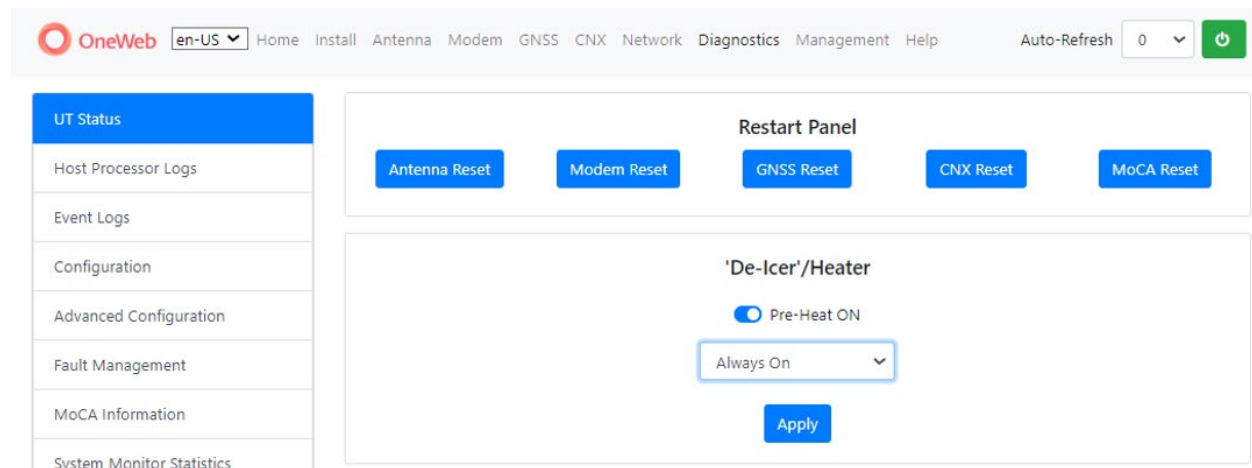 OneWeb en-US Home Install Antenna Modem GNSS CNX Network Diagnostics Management Help Auto-Refresh 0
UT Status
Host Processor Logs
Event Logs
Configuration
Advanced Configuration
Fault Management
MoCA Information
System Monitor Statistics
Restart Panel
Antenna Reset Modem Reset GNSS Reset CNX Reset MoCA Reset
'De-Icer'/Heater
Pre-Heat ON
Always On
Apply